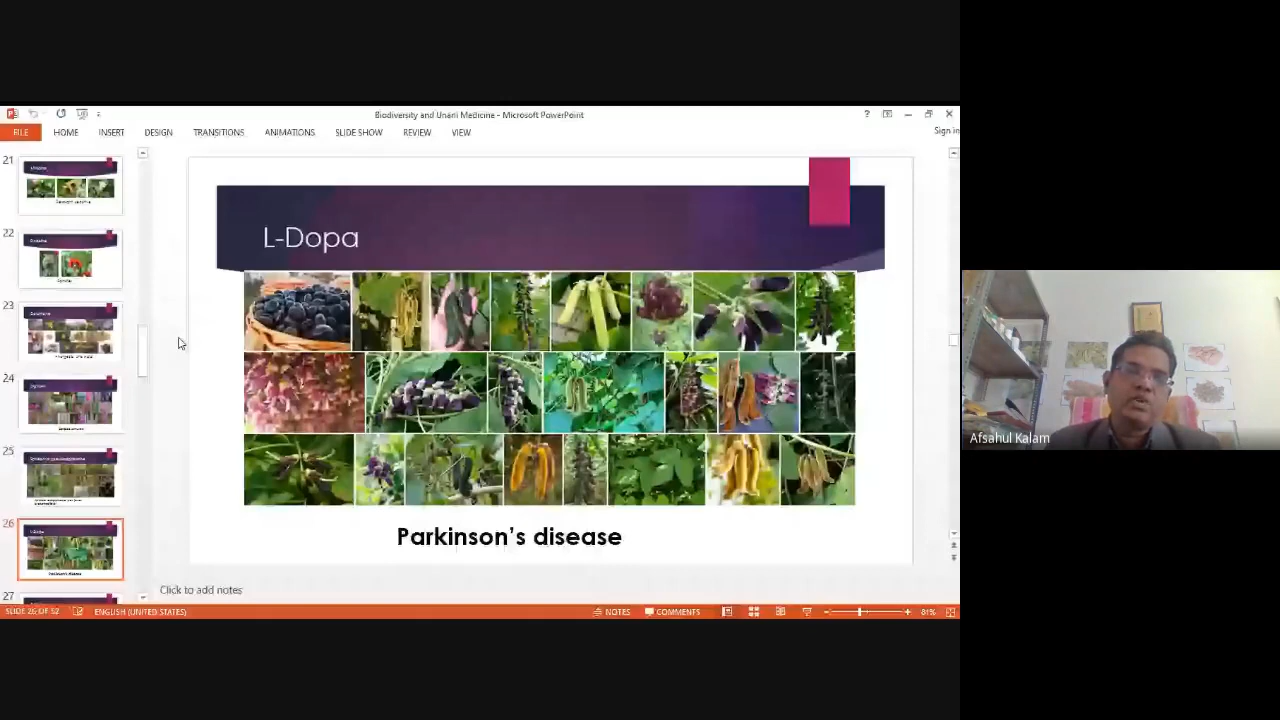 Biodiversity and Unani Medicine - Microsoft PowerPoint
FILE HOME INSERT DESIGN TRANSITIONS ANIMATIONS SLIDE SHOW REVIEW VIEW
Sign in
21
22
23
24
25
26
27
L-Dopa
Parkinson's disease
Click to add notes
SLIDE 26 OF 52 ENGLISH (UNITED STATES) NOTES COMMENTS 81%
Afsahul Kalam